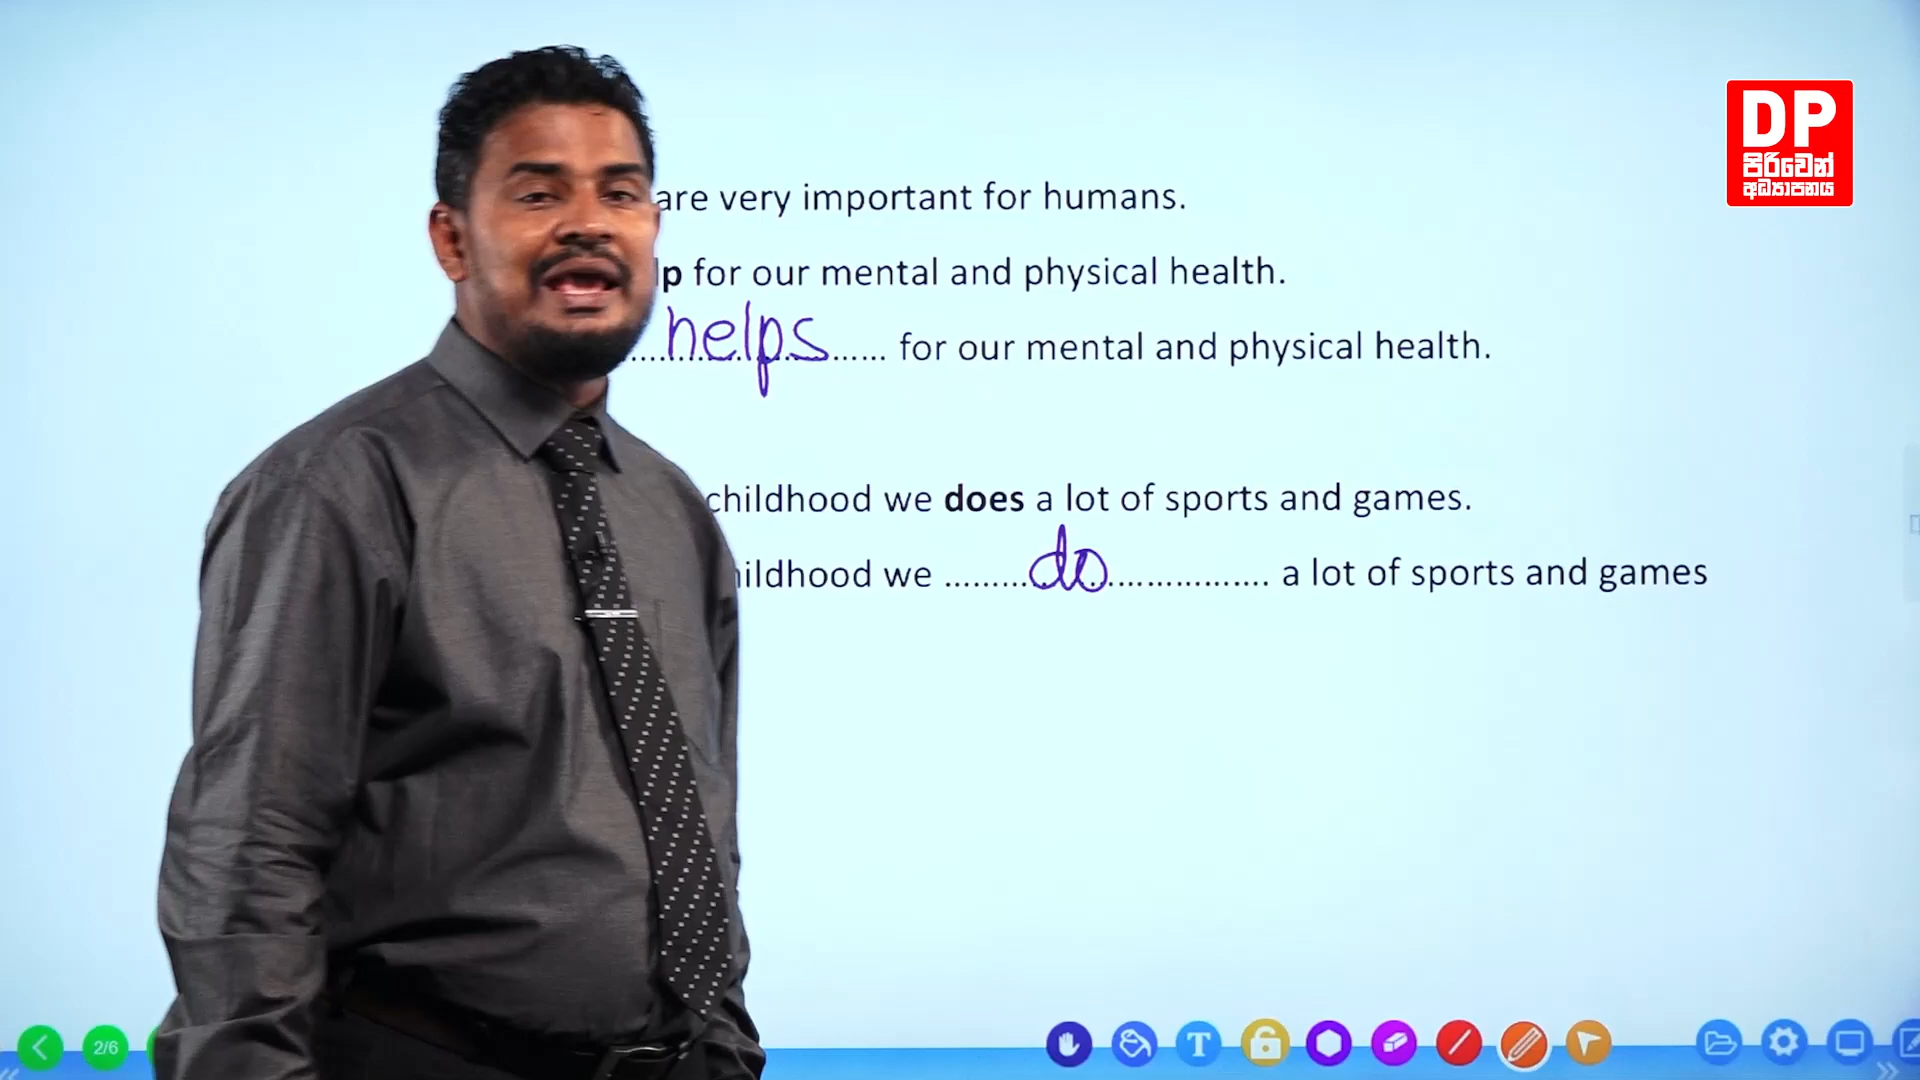 DP
පිරිවෙන්
අධ්‍යාපනය
are very important for humans.
for our mental and physical health.
helps for our mental and physical health.
childhood we does a lot of sports and games.
we ......... do ................. a lot of sports and games
2/6
T